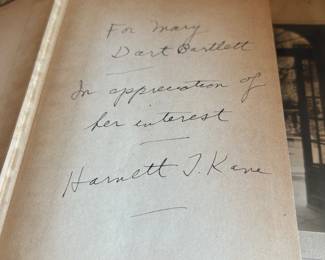 For Mary
Dart Bartlett
In appreciation of
her interest
Harnett T. Kane